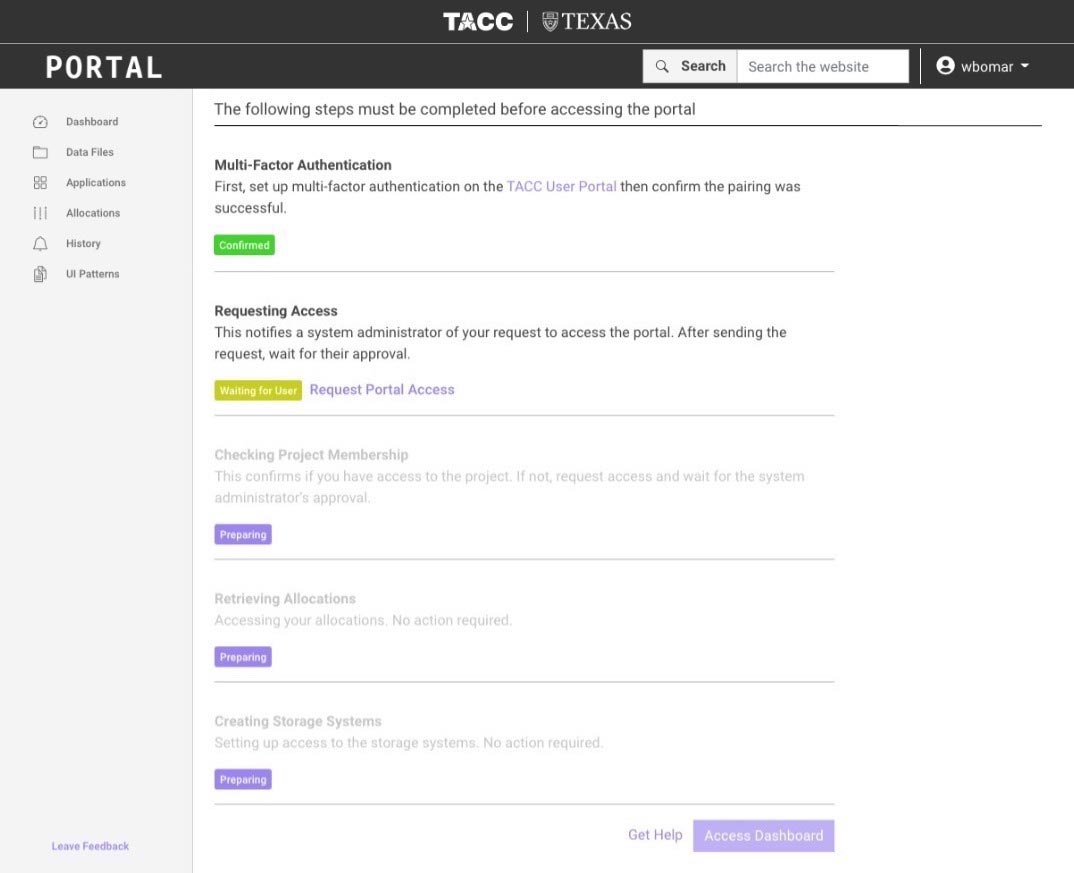 TACC | TEXAS
PORTAL
Search
Search the website
wbomar
Dashboard
Data Files
Applications
Allocations
History
UI Patterns
Leave Feedback
The following steps must be completed before accessing the portal
Multi-Factor Authentication
First, set up multi-factor authentication on the TACC User Portal then confirm the pairing was
successful.
Confirmed
Requesting Access
This notifies a system administrator of your request to access the portal. After sending the
request, wait for their approval.
Waiting for User Request Portal Access
Checking Project Membership
This confirms if you have access to the project. If not, request access and wait for the system
administrator's approval.
Preparing
Retrieving Allocations
Accessing your allocations. No action required.
Preparing
Creating Storage Systems
Setting up access to the storage systems. No action required.
Preparing
Get Help Access Dashboard